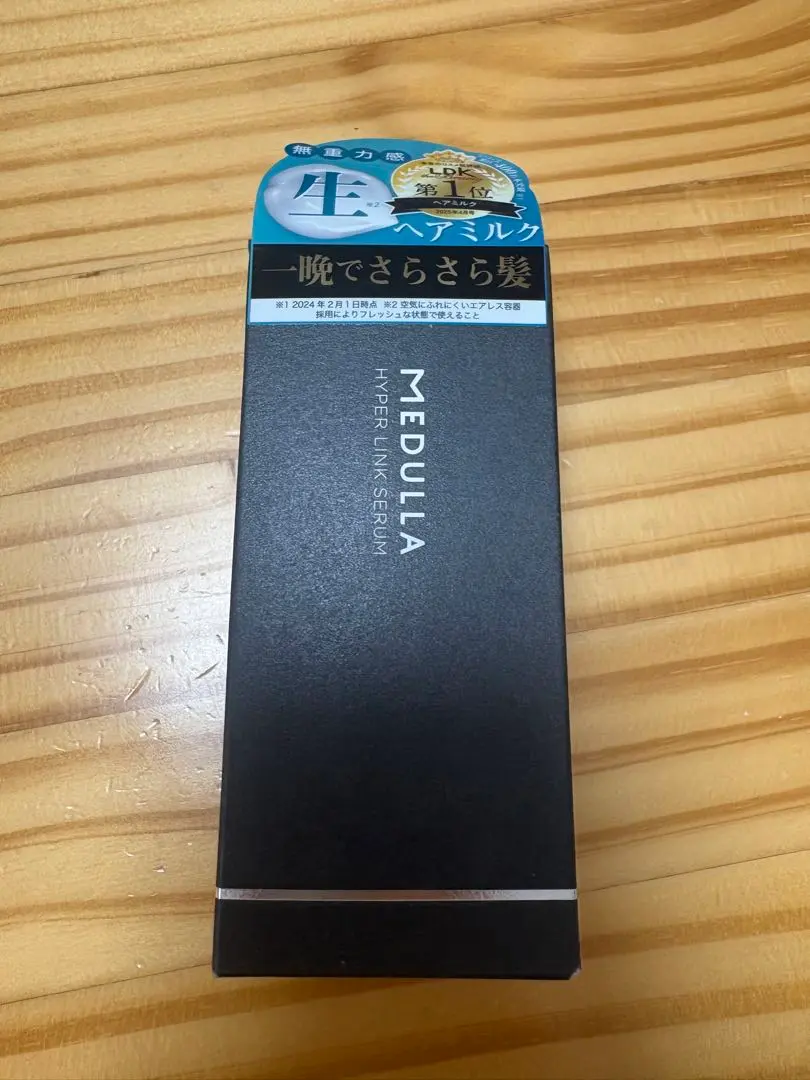 無重力感
生
※2
LDK
第1位
ヘアミルク
2025年4月号
ヘアミルク
一晩でさらさら髪
※1 2024年2月1日時点 ※2 空気にふれにくいエアレス容器
採用によりフレッシュな状態で使えること
MEDULLA
HYPER LINK SERUM